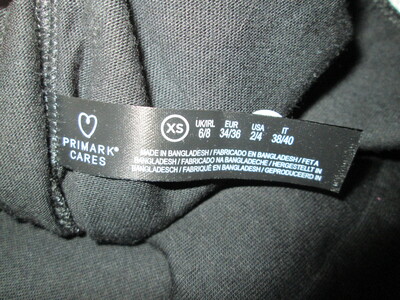 PRIMARK®
CARES
XS
UK/IRL EUR USA IT
6/8 34/36 2/4 38/40
MADE IN BANGLADESH / FABRICADO EN BANGLADESH / FET A
BANGLADESH / FABRICADO NA BANGLADECHE / HERGESTELLT IN
BANGLADESCH / FABRIQUÉ EN BANGLADESH / GEPRODUCEERD IN